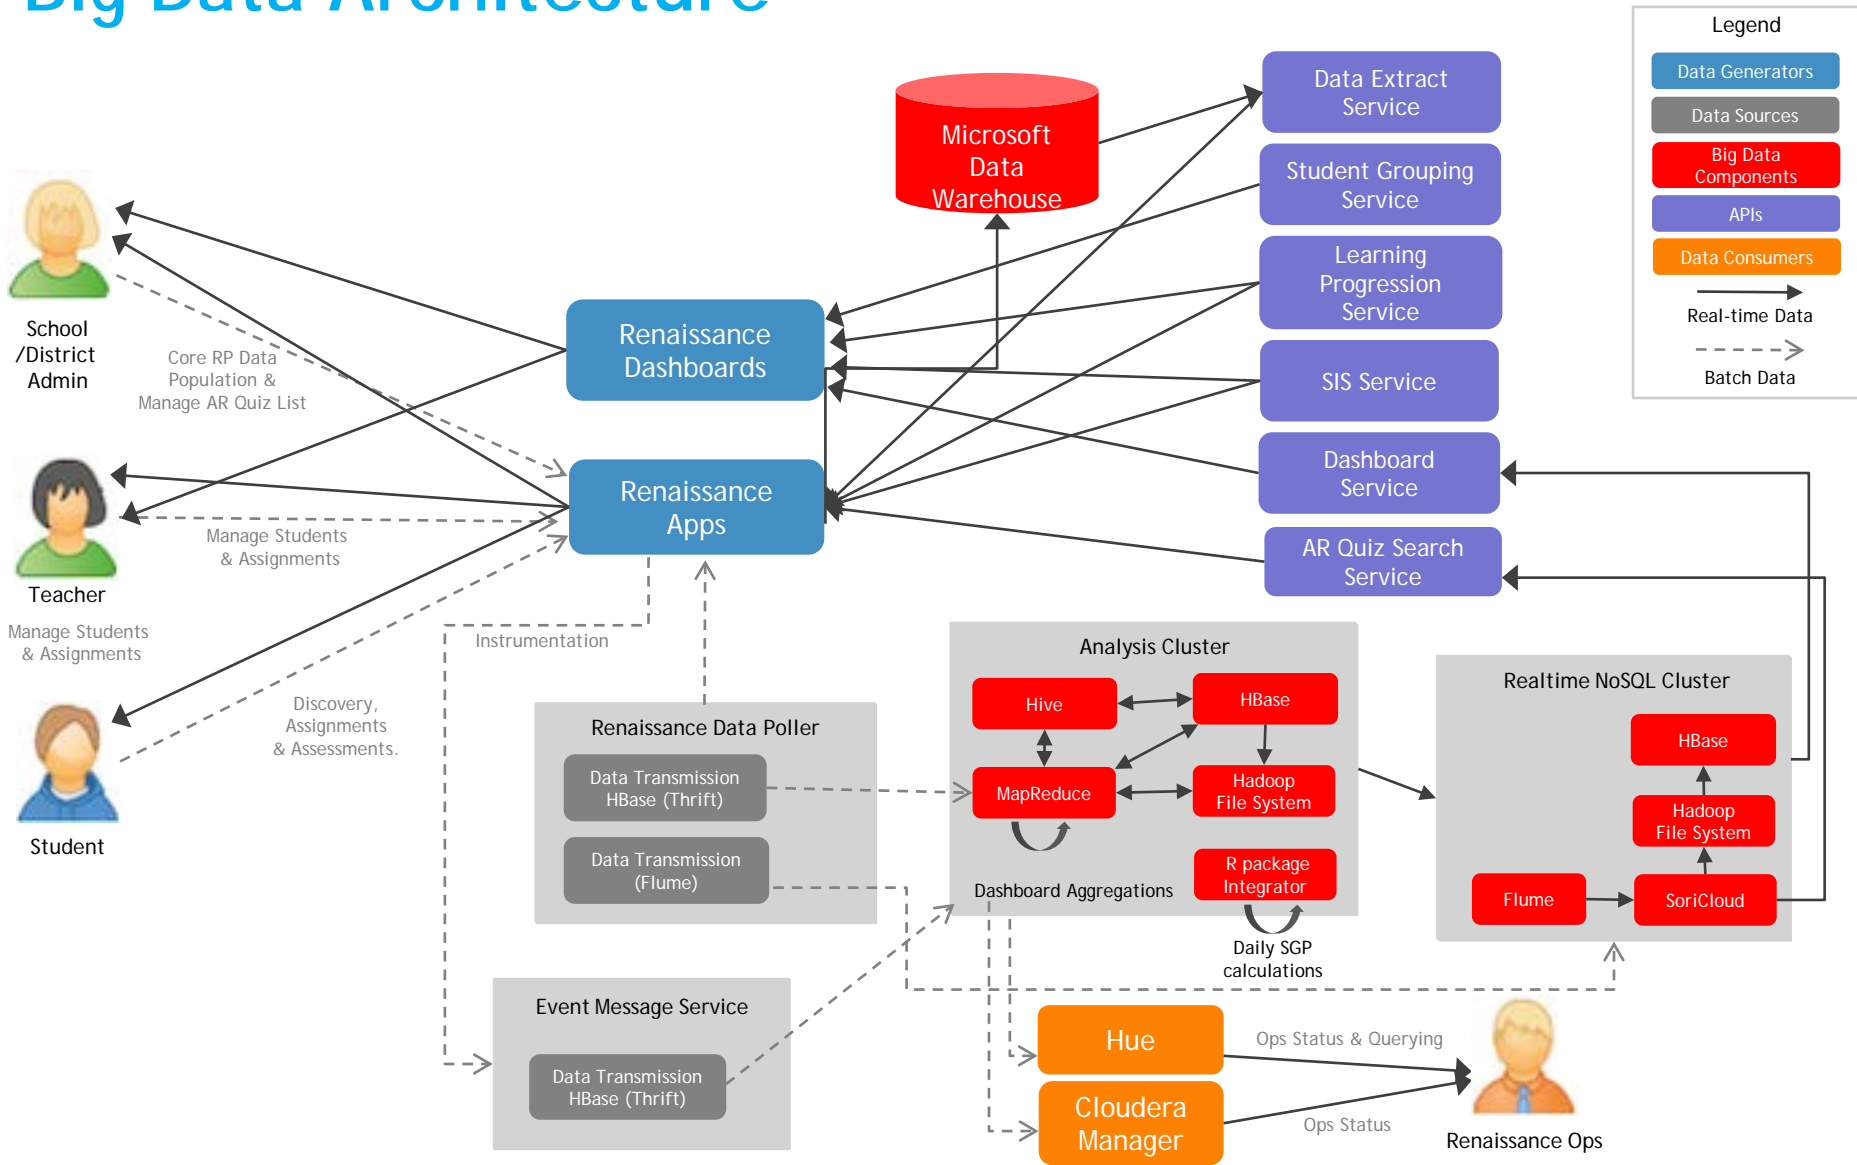 Big Data Architecture
Legend
Data Generators
Data Sources
Big Data
Components
APIs
Data Consumers
Real-time Data
Batch Data
Microsoft
Data
Warehouse
Data Extract
Service
Student Grouping
Service
Learning
Progression
Service
SIS Service
Dashboard
Service
AR Quiz Search
Service
School
/District
Admin
Core RP Data
Population &
Manage AR Quiz List
Renaissance
Dashboards
Renaissance
Apps
Teacher
Manage Students
& Assignments
Manage Students
& Assignments
Instrumentation
Discovery,
Assignments
& Assessments.
Student
Renaissance Data Poller
Data Transmission
HBase (Thrift)
Data Transmission
(Flume)
Analysis Cluster
Hive
HBase
MapReduce
Hadoop
File System
R package
Integrator
Dashboard Aggregations
Daily SGP
calculations
Realtime NoSQL Cluster
HBase
Hadoop
File System
Flume
SoriCloud
Event Message Service
Data Transmission
HBase (Thrift)
Hue
Cloudera
Manager
Ops Status & Querying
Ops Status
Renaissance Ops